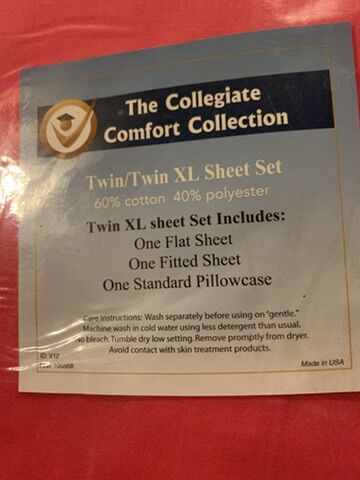 The Collegiate
Comfort Collection
Twin/Twin XL Sheet Set
60% cotton 40% polyester
Twin XL sheet Set Includes:
One Flat Sheet
One Fitted Sheet
One Standard Pillowcase
Care Instructions: Wash separately before using on "gentle."
Machine wash in cold water using less detergent than usual.
No bleach. Tumble dry low setting. Remove promptly from dryer.
Avoid contact with skin treatment products.
ID: V12
Made in USA